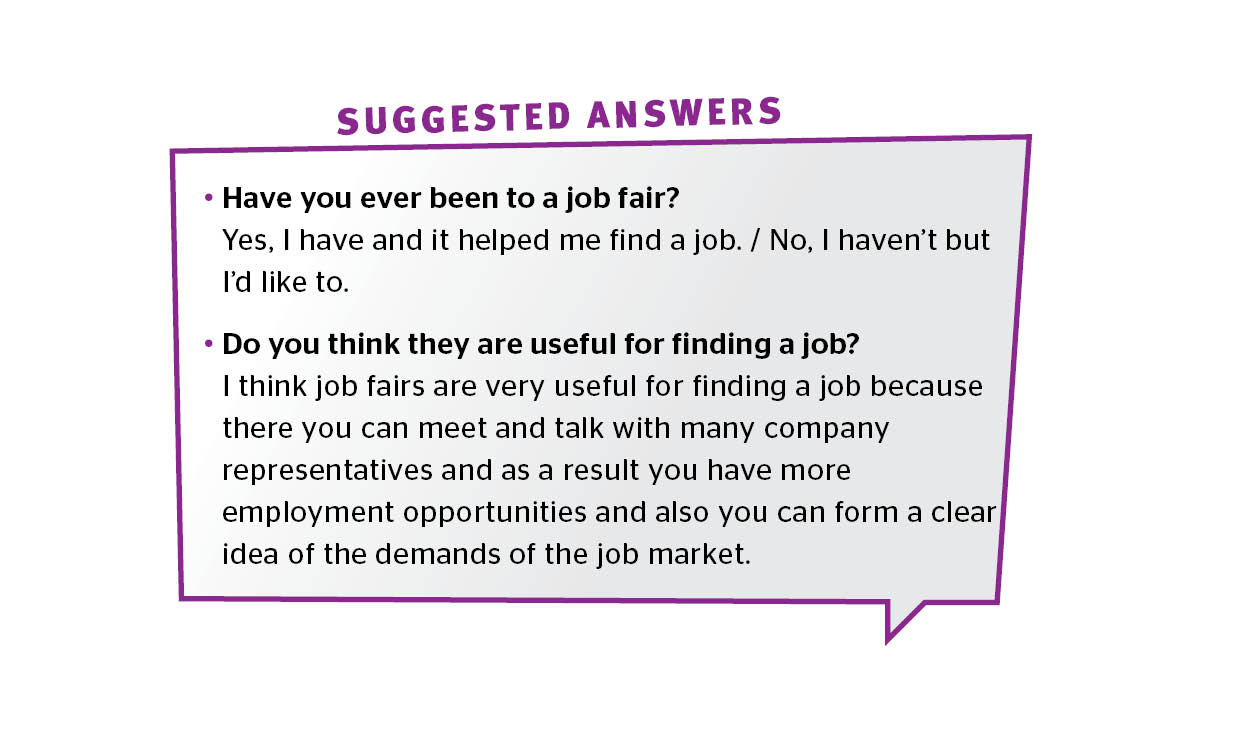 SUGGESTED ANSWERS
• Have you ever been to a job fair?
Yes, I have and it helped me find a job. / No, I haven’t but
I’d like to.
• Do you think they are useful for finding a job?
I think job fairs are very useful for finding a job because
there you can meet and talk with many company
representatives and as a result you have more
employment opportunities and also you can form a clear
idea of the demands of the job market.